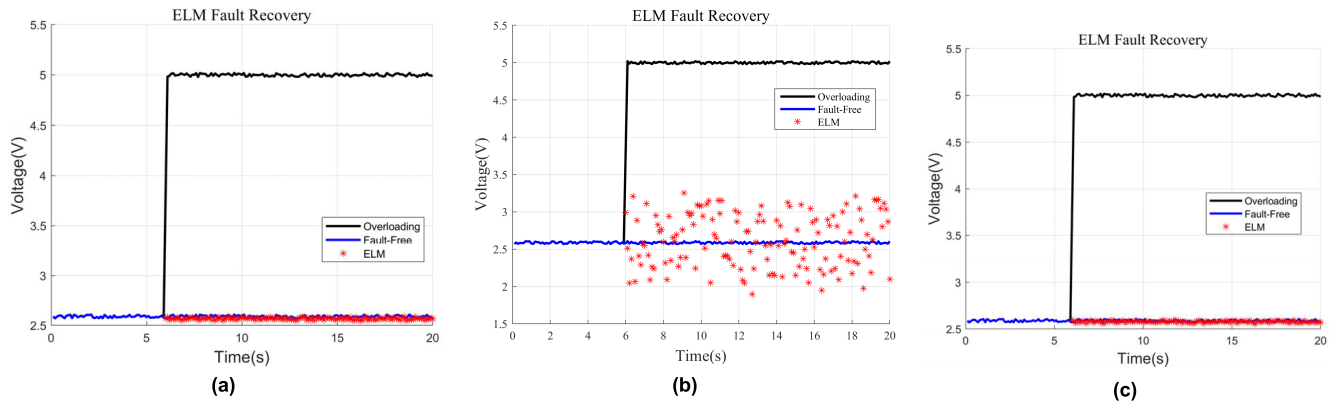 ELM Fault Recovery
5.5
5
4.5
4
3.5
3
2.5
Voltage(V)
Overloading
Fault-Free
ELM
0
5
10
15
20
Time(s)
(a)
ELM Fault Recovery
5.5
5
4.5
4
3.5
3
2.5
2
1.5
Voltage(V)
Overloading
Fault-Free
ELM
0
2
4
6
8
10
12
14
16
18
20
Time(s)
(b)
ELM Fault Recovery
5.5
5
4.5
4
3.5
3
2.5
Voltage(V)
Overloading
Fault-Free
ELM
0
5
10
15
20
Time(s)
(c)